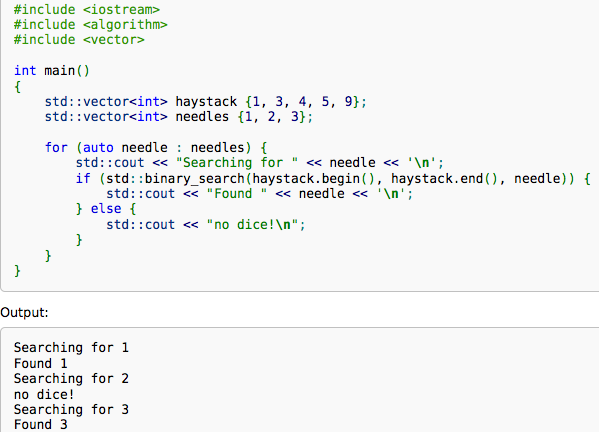 #include <iostream>
#include <algorithm>
#include <vector>

int main()
{
    std::vector<int> haystack {1, 3, 4, 5, 9};
    std::vector<int> needles {1, 2, 3};

    for (auto needle : needles) {
        std::cout << "Searching for " << needle << '\n';
        if (std::binary_search(haystack.begin(), haystack.end(), needle)) {
            std::cout << "Found " << needle << '\n';
        } else {
            std::cout << "no dice!\n";
        }
    }
}
Output:
Searching for 1
Found 1
Searching for 2
no dice!
Searching for 3
Found 3